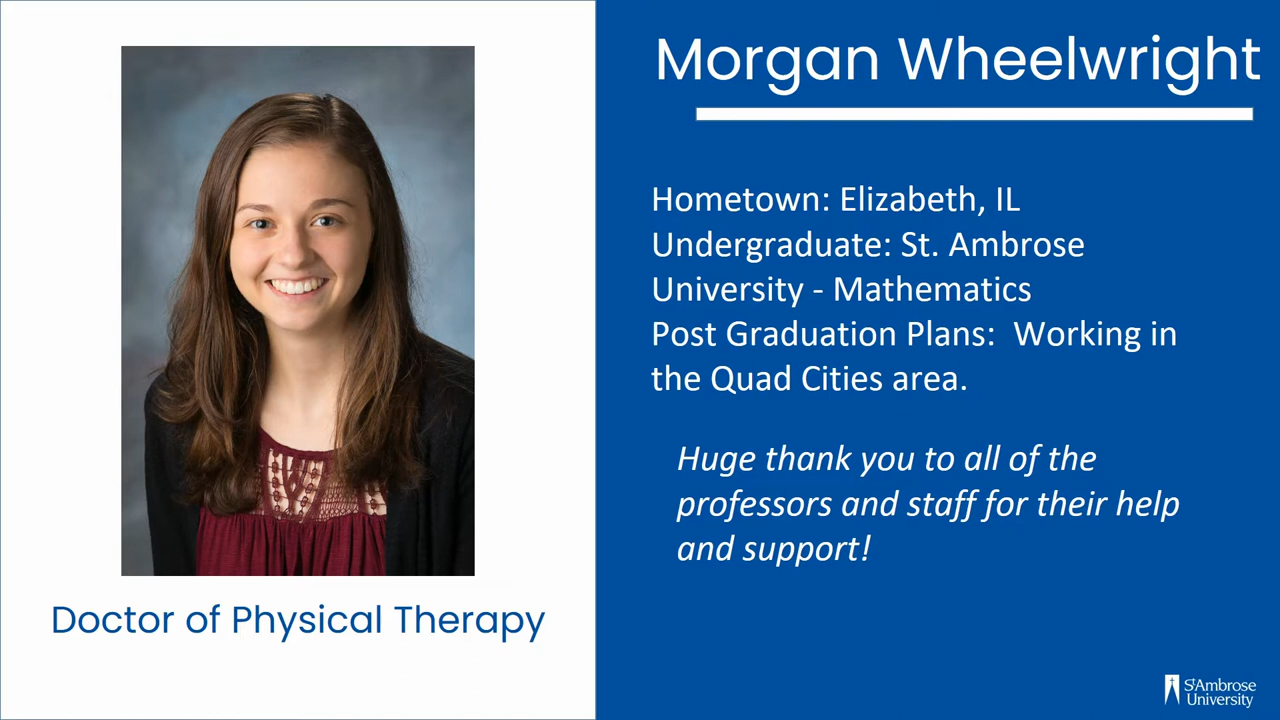 Morgan Wheelwright
Hometown: Elizabeth, IL
Undergraduate: St. Ambrose
University - Mathematics
Post Graduation Plans:  Working in
the Quad Cities area.
Huge thank you to all of the
professors and staff for their help
and support!
Doctor of Physical Therapy
St Ambrose
University